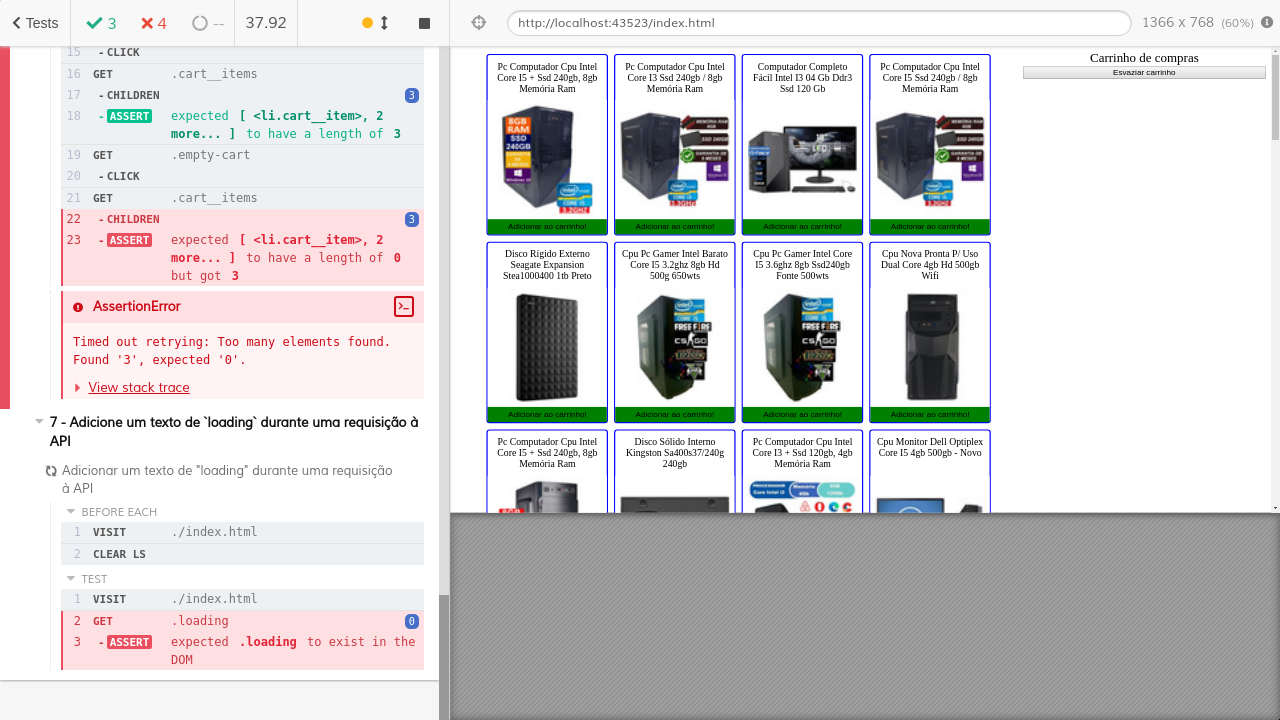 Tests
3
4
--
37.92
http://localhost:43523/index.html
1366 x 768 (60%)
15 -CLICK
16 GET .cart__items
17 -CHILDREN 3
18 -ASSERT expected [ <li.cart__item>, 2
more... ] to have a length of 3
19 GET .empty-cart
20 -CLICK
21 GET .cart__items
22 -CHILDREN 3
23 -ASSERT expected [ <li.cart__item>, 2
more... ] to have a length of 0
but got 3
AssertionError
Timed out retrying: Too many elements found.
Found '3', expected '0'.
View stack trace
7 - Adicione um texto de `loading` durante uma requisição à
API
Adicionar um texto de "loading" durante uma requisição
à API
BEFORE EACH
1 VISIT ./index.html
2 CLEAR LS
TEST
1 VISIT ./index.html
2 GET .loading 0
3 -ASSERT expected .loading to exist in the
DOM
Pc Computador Cpu Intel
Core I5 + Ssd 240gb, 8gb
Memória Ram
8GB
RAM
SSD
240GB
Adicionar ao carrinho!
Pc Computador Cpu Intel
Core I3 Ssd 240gb / 8gb
Memória Ram
Adicionar ao carrinho!
Computador Completo
Fácil Intel I3 04 Gb Ddr3
Ssd 120 Gb
Adicionar ao carrinho!
Pc Computador Cpu Intel
Core I5 Ssd 240gb / 8gb
Memória Ram
Adicionar ao carrinho!
Carrinho de compras
Esvaziar carrinho
Disco Rígido Externo
Seagate Expansion
Stea1000400 1tb Preto
Adicionar ao carrinho!
Cpu Pc Gamer Intel Barato
Core I5 3.2ghz 8gb Hd
500g 650wts
FREE FIRE
CS:GO
Adicionar ao carrinho!
Cpu Pc Gamer Intel Core
I5 3.6ghz 8gb Ssd240gb
Fonte 500wts
FREE FIRE
CS:GO
Adicionar ao carrinho!
Cpu Nova Pronta P/ Uso
Dual Core 4gb Hd 500gb
Wifi
Adicionar ao carrinho!
Pc Computador Cpu Intel
Core I5 + Ssd 240gb, 8gb
Memória Ram
Disco Sólido Interno
Kingston Sa400s37/240g
240gb
Pc Computador Cpu Intel
Core I3 + Ssd 120gb, 4gb
Memória Ram
Cpu Monitor Dell Optiplex
Core I5 4gb 500gb - Novo